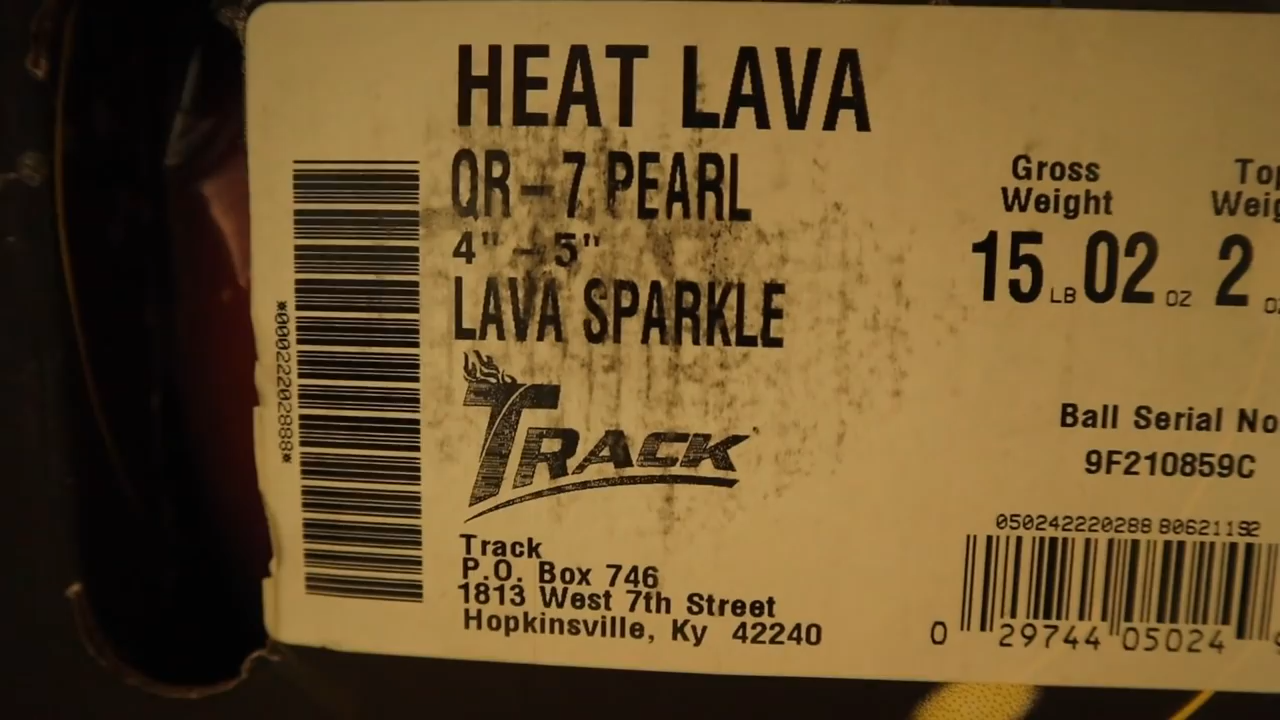 HEAT LAVA
QR-7 PEARL
4" - 5"
LAVA SPARKLE
TRACK
Track
P.O. Box 746
1813 West 7th Street
Hopkinsville, Ky 42240
*0002202888*
Gross
Weight
15 LB 02 OZ
2
Ball Serial No
9F210859C
050242220288 80621192
0 29744 05024